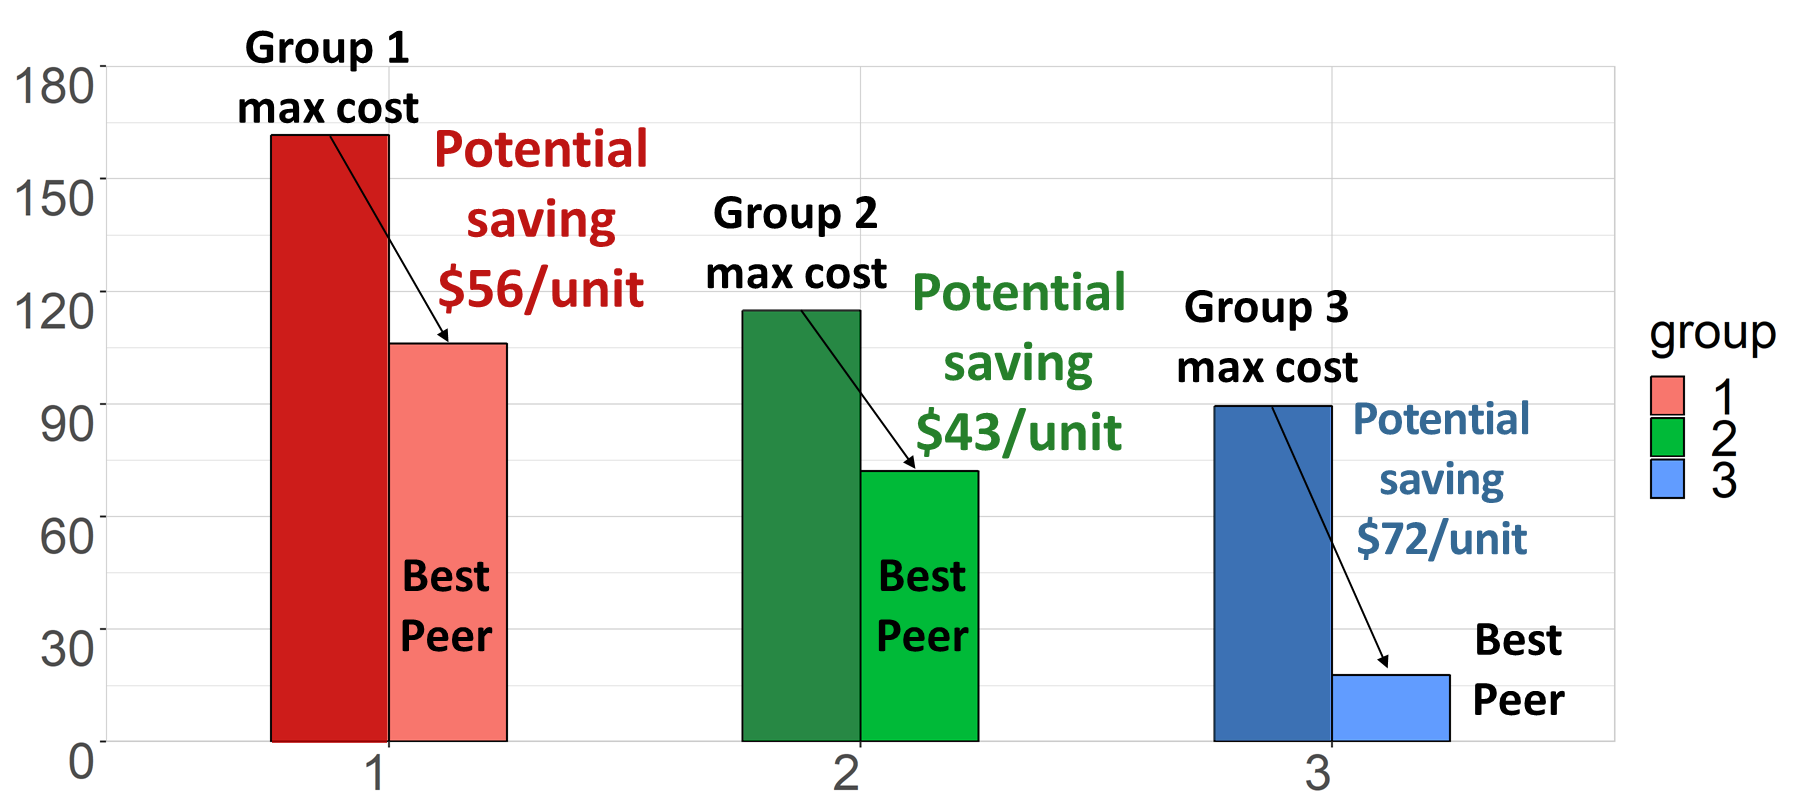 Group 1
max cost
Potential
saving
$56/unit
Best
Peer
Group 2
max cost
Potential
saving
$43/unit
Best
Peer
Group 3
max cost
Potential
saving
$72/unit
Best
Peer
180
150
120
90
60
30
0
1
2
3
group
1
2
3